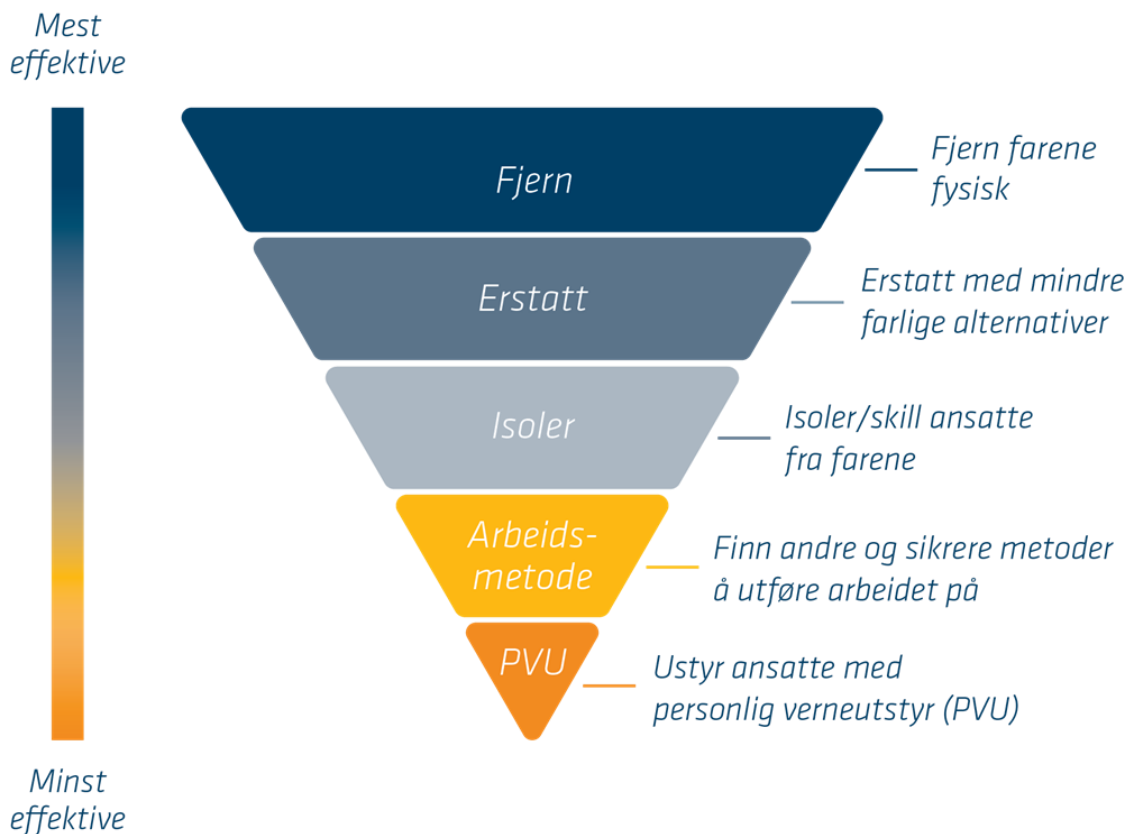 Mest
effektive
Fjern
Fjern farene
fysisk
Erstatt
Erstatt med mindre
farlige alternativer
Isoler
Isoler/skill ansatte
fra farene
Arbeids-
metode
Finn andre og sikrere metoder
å utføre arbeidet på
PVU
Ustyr ansatte med
personlig verneutstyr (PVU)
Minst
effektive